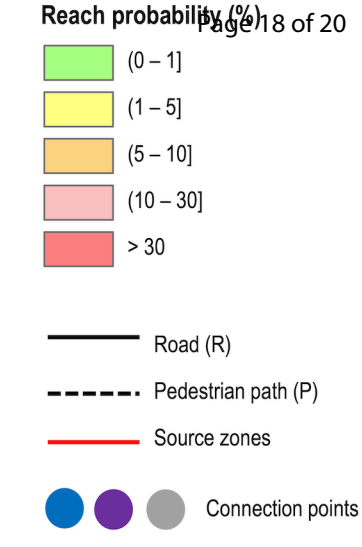 Reach probability (%)
Page 18 of 20
(0 – 1]
(1 – 5]
(5 – 10]
(10 – 30]
> 30
Road (R)
Pedestrian path (P)
Source zones
Connection points